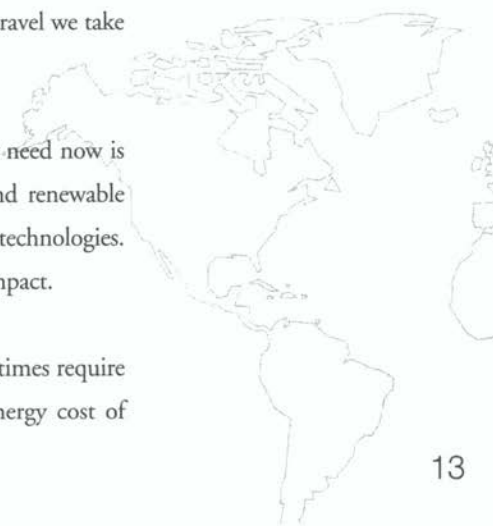 ravel we take
need now is
nd renewable
technologies.
npact.
times require
nergy cost of
13